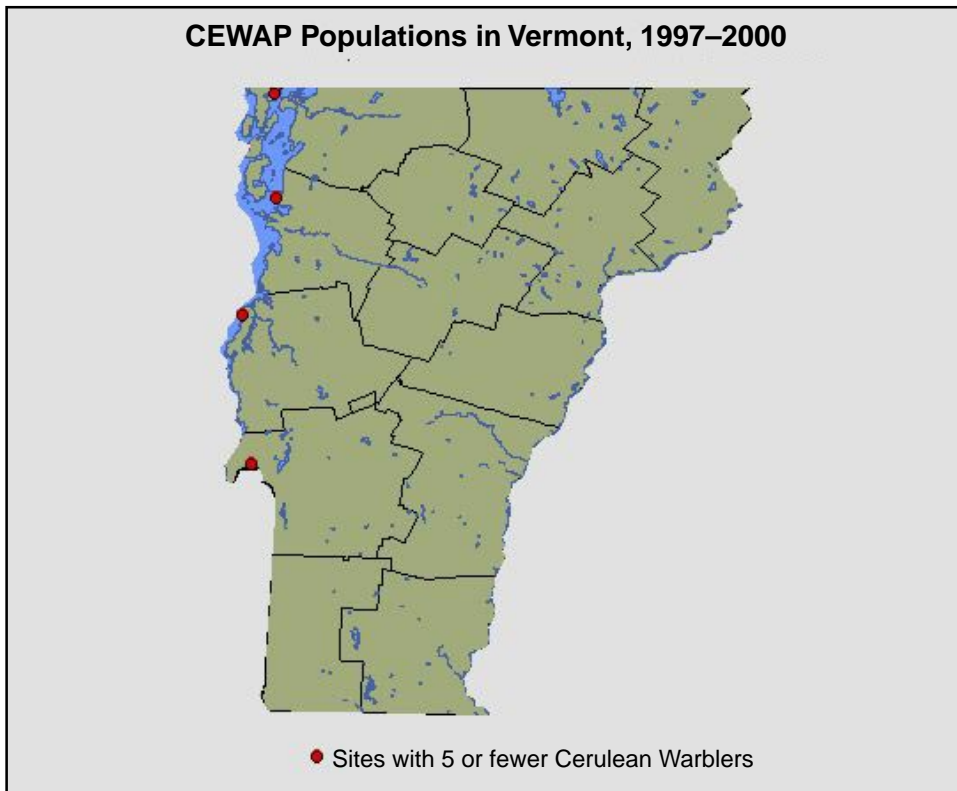 CEWAP Populations in Vermont, 1997–2000
Sites with 5 or fewer Cerulean Warblers